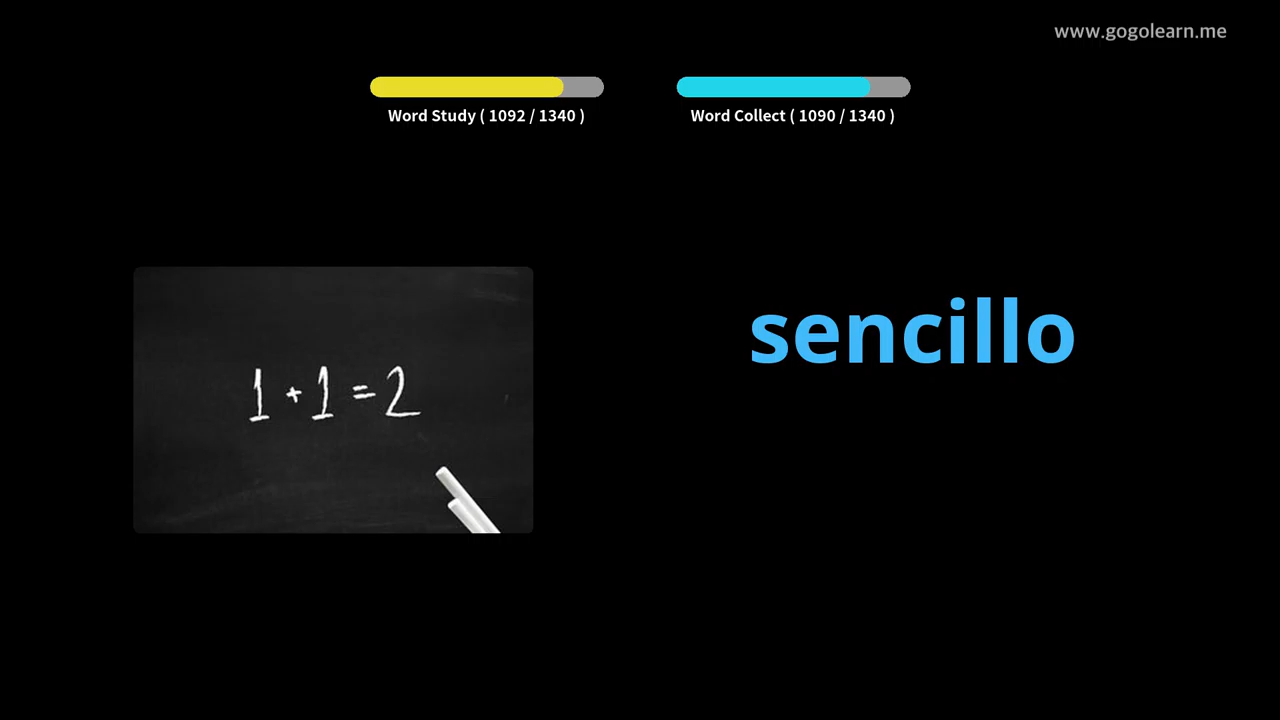 www.gogolearn.me
Word Study ( 1092 / 1340 )
Word Collect ( 1090 / 1340 )
1 + 1 = 2
sencillo